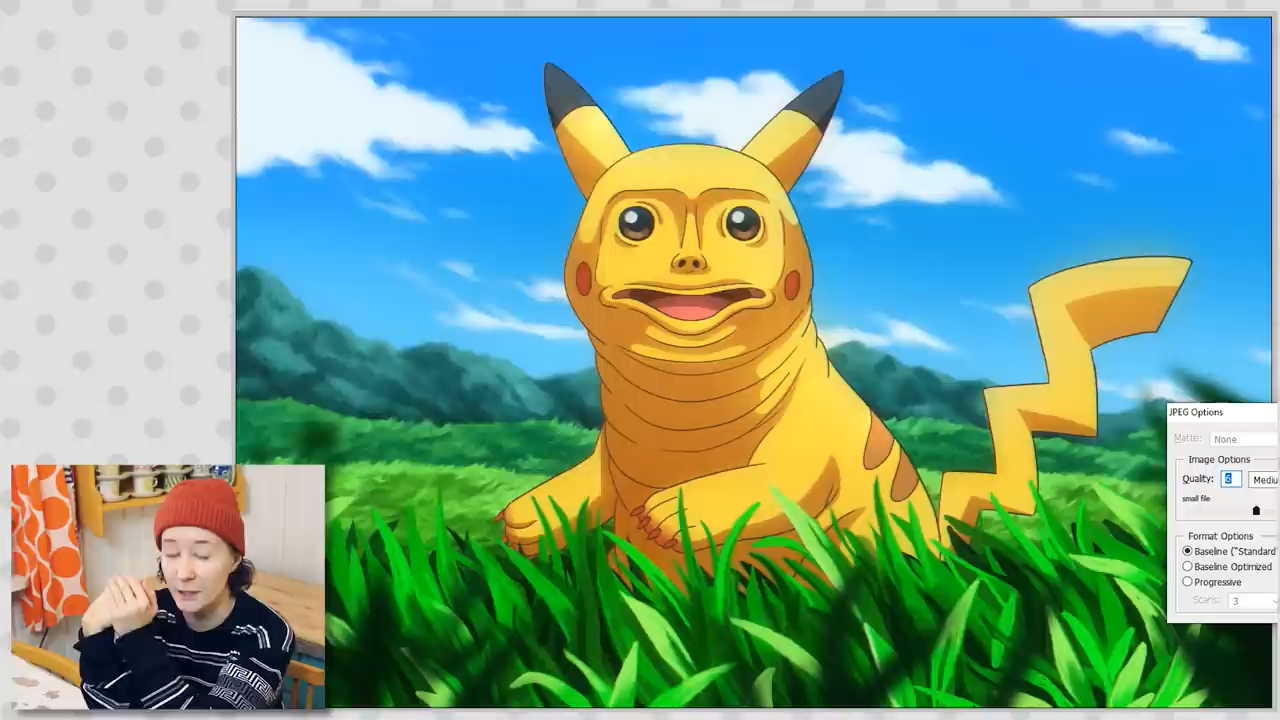 JPEG Options
Matte: None
Image Options
Quality: 6 Mediu
small file
Format Options
Baseline ("Standard
Baseline Optimized
Progressive
Scans: 3